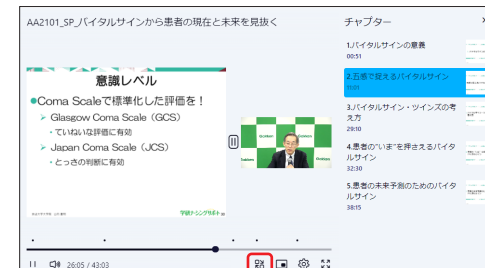 AA2101_SP_バイタルサインから患者の現在と未来を見抜く
チャプター
1.バイタルサインの意義
00:51
2.五感で捉えるバイタルサイン
3.バイタルサイン・ツインズの考
え方
29:10
4.患者の"いま"を押さえるバイタ
ルサイン
32:30
5.患者の未来予測のためのバイタ
ルサイン
38:15
意識レベル
●Coma Scaleで標準化した評価を！
➢ Glasgow Coma Scale（GCS）
・ていねいな評価に有効
➢ Japan Coma Scale（JCS）
・とっさの判断に有効
学研ナーシングサポート
Gakken
26:05 / 43:03